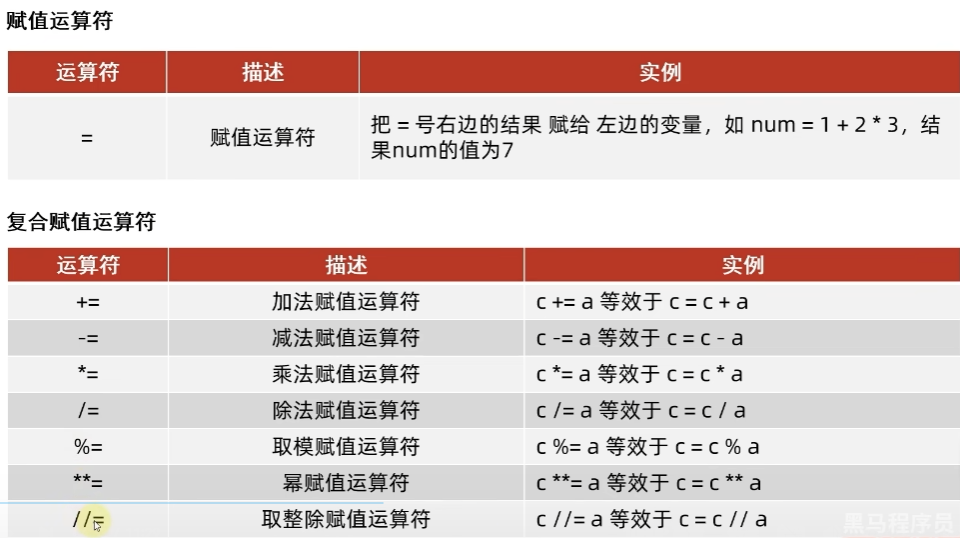 赋值运算符
运算符 描述 实例
= 赋值运算符 把 = 号右边的结果 赋给 左边的变量，如 num = 1 + 2 * 3，结
果num的值为7
复合赋值运算符
运算符 描述 实例
+= 加法赋值运算符 c += a 等效于 c = c + a
-= 减法赋值运算符 c -= a 等效于 c = c - a
*= 乘法赋值运算符 c *= a 等效于 c = c * a
/= 除法赋值运算符 c /= a 等效于 c = c / a
%= 取模赋值运算符 c %= a 等效于 c = c % a
**= 幂赋值运算符 c **= a 等效于 c = c ** a
//= 取整除赋值运算符 c //= a 等效于 c = c // a
黑马程序员